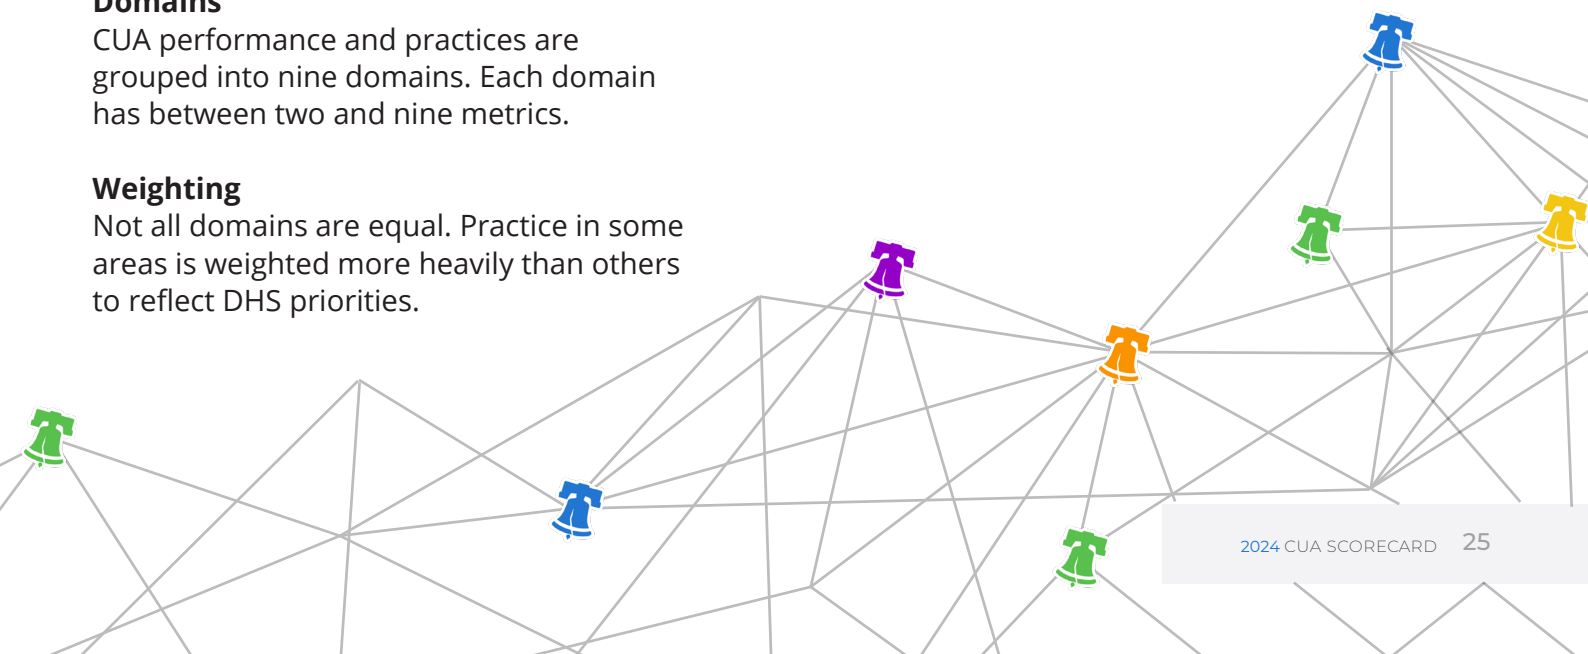 Domains
CUA performance and practices are
grouped into nine domains. Each domain
has between two and nine metrics.
Weighting
Not all domains are equal. Practice in some
areas is weighted more heavily than others
to reflect DHS priorities.
2024 CUA SCORECARD 25